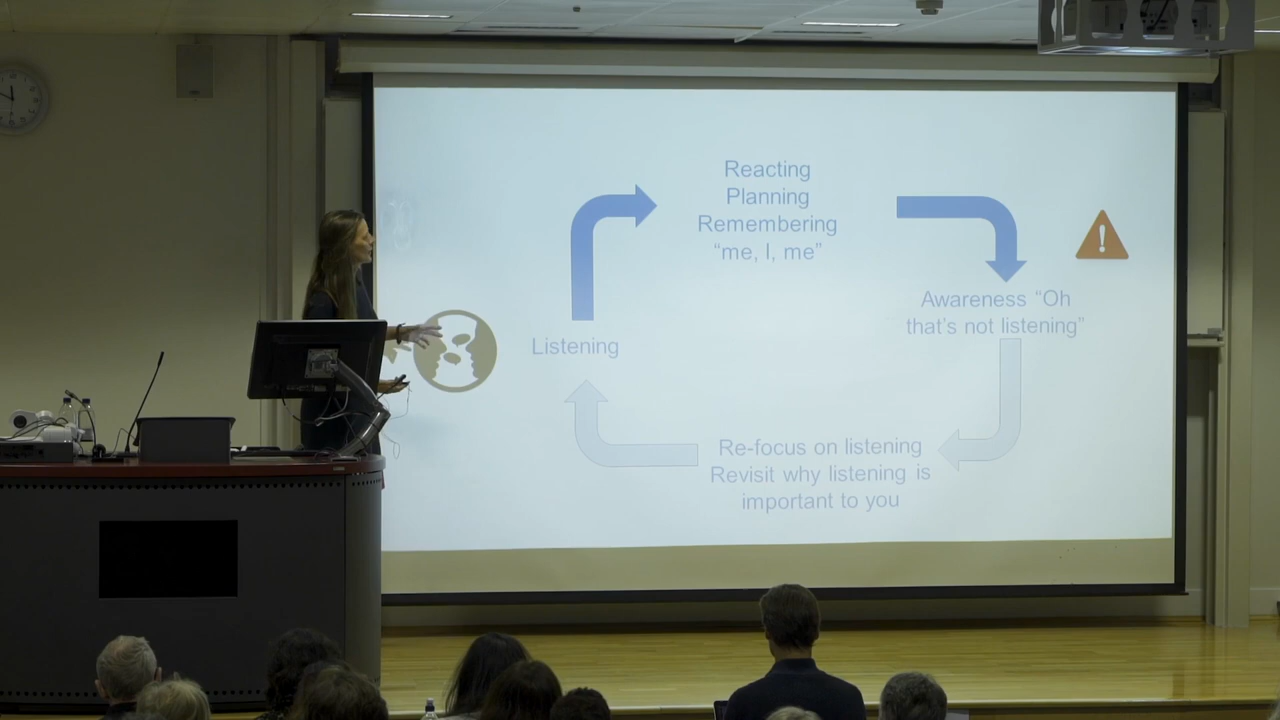 Reacting
Planning
Remembering
“me, I, me”
Awareness “Oh
that’s not listening”
Listening
Re-focus on listening
Revisit why listening is
important to you